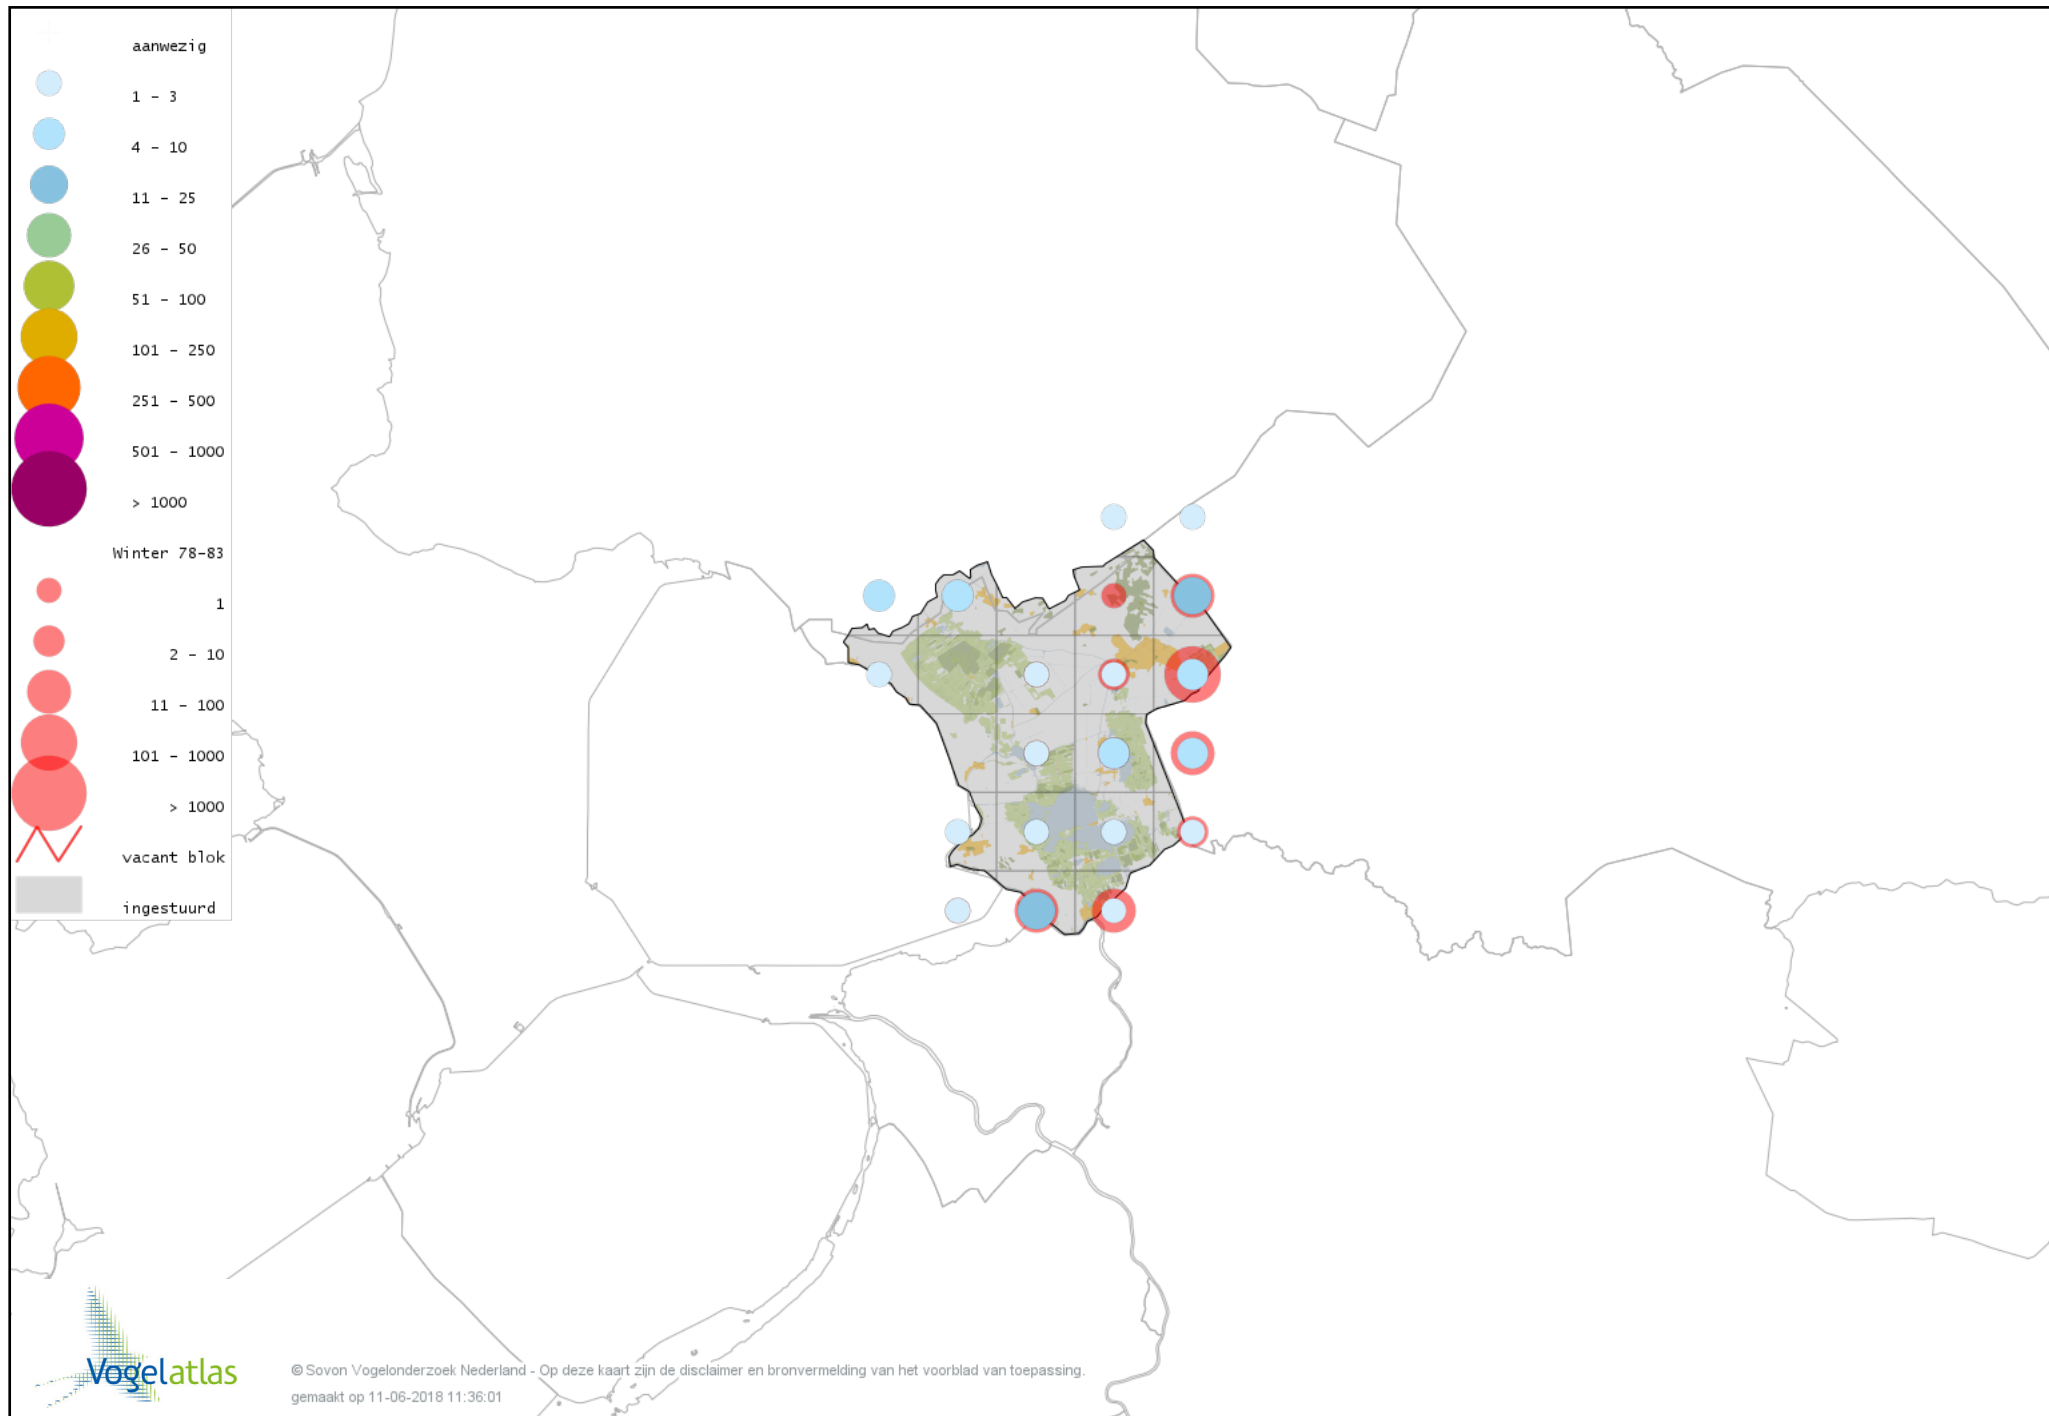 aanwezig
1 – 3
4 – 10
11 – 25
26 – 50
51 – 100
101 – 250
251 – 500
501 – 1000
> 1000
Winter 78-83
1
2 – 10
11 – 100
101 – 1000
> 1000
vacant blok
ingestuurd
Vogelatlas
© Sovon Vogelonderzoek Nederland - Op deze kaart zijn de disclaimer en bronvermelding van het voorblad van toepassing.
gemaakt op 11-06-2018 11:36:01